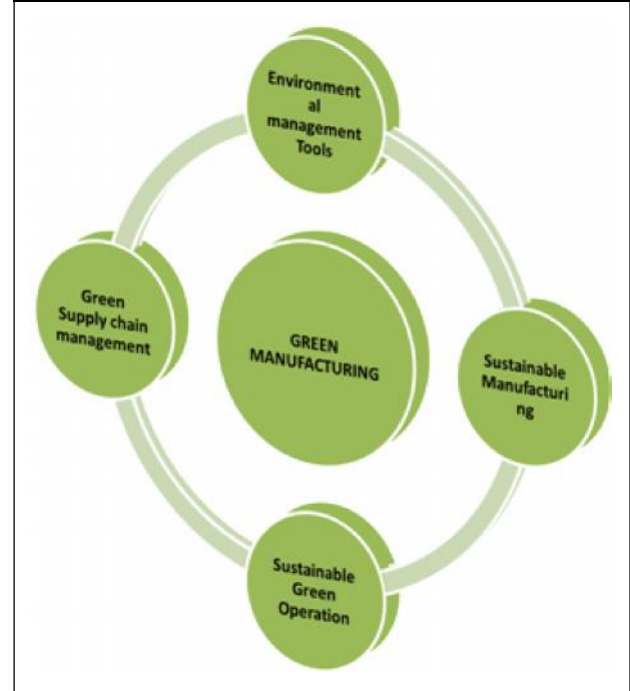 Environment
al
management
Tools
Green
Supply chain
management
GREEN
MANUFACTURING
Sustainable
Manufacturi
ng
Sustainable
Green
Operation